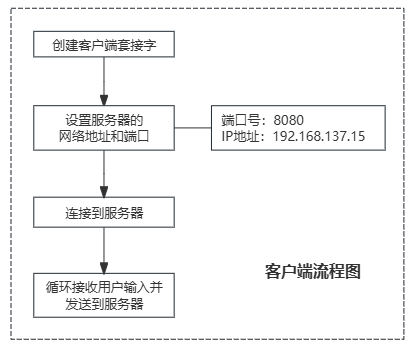 创建客户端套接字
设置服务器的
网络地址和端口
端口号：8080
IP地址：192.168.137.15
连接到服务器
客户端流程图
循环接收用户输入并
发送到服务器